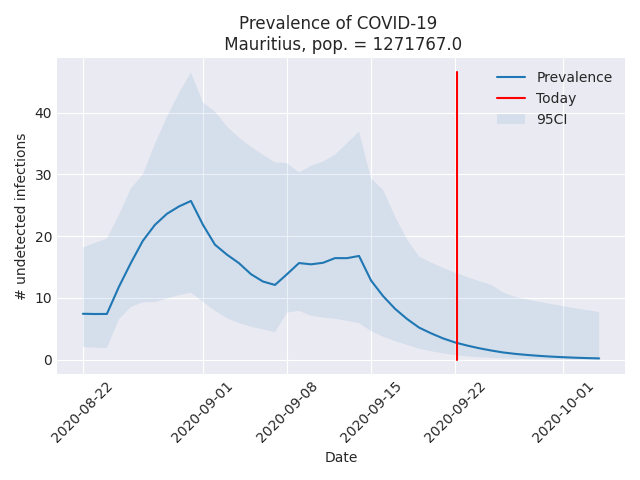 Prevalence of COVID-19
Mauritius, pop. = 1271767.0
Prevalence
Today
95CI
# undetected infections
40
30
20
10
0
2020-08-22
2020-09-01
2020-09-08
2020-09-15
2020-09-22
2020-10-01
Date